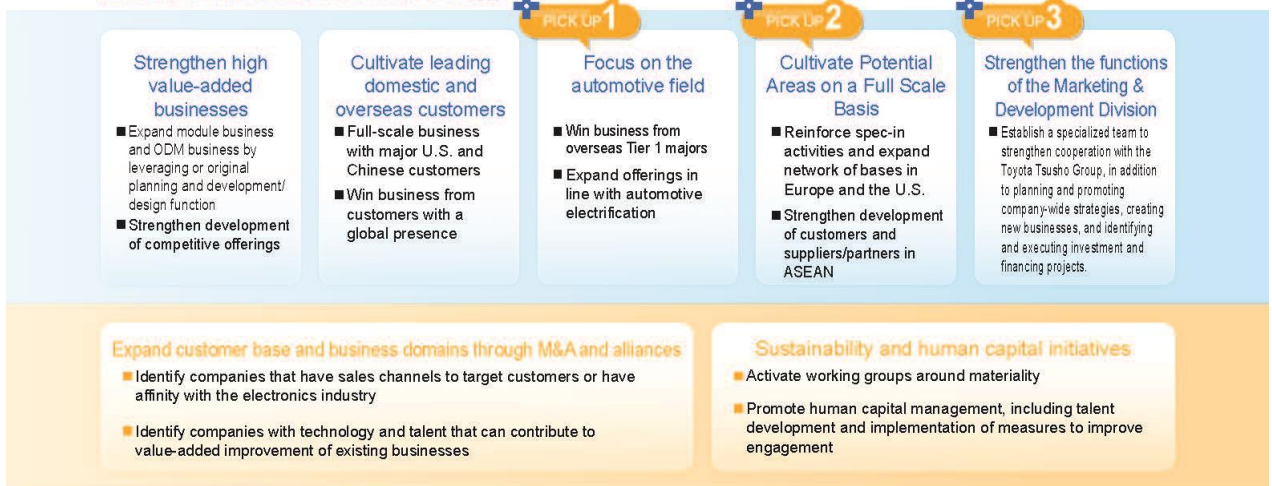 PICK UP 1
PICK UP 2
PICK UP 3
Strengthen high
value-added
businesses
■ Expand module business
and ODM business by
leveraging or original
planning and development/
design function
■ Strengthen development
of competitive offerings
Cultivate leading
domestic and
overseas customers
■ Full-scale business
with major U.S. and
Chinese customers
■ Win business from
customers with a
global presence
Focus on the
automotive field
■ Win business from
overseas Tier 1 majors
■ Expand offerings in
line with automotive
electrification
Cultivate Potential
Areas on a Full Scale
Basis
■ Reinforce spec-in
activities and expand
network of bases in
Europe and the U.S.
■ Strengthen development
of customers and
suppliers/partners in
ASEAN
Strengthen the functions
of the Marketing &
Development Division
■ Establish a specialized team to
strengthen cooperation with the
Toyota Tsusho Group, in addition
to planning and promoting
company-wide strategies, creating
new businesses, and identifying
and executing investment and
financing projects.
Expand customer base and business domains through M&A and alliances
■ Identify companies that have sales channels to target customers or have
affinity with the electronics industry
■ Identify companies with technology and talent that can contribute to
value-added improvement of existing businesses
Sustainability and human capital initiatives
■ Activate working groups around materiality
■ Promote human capital management, including talent
development and implementation of measures to improve
engagement